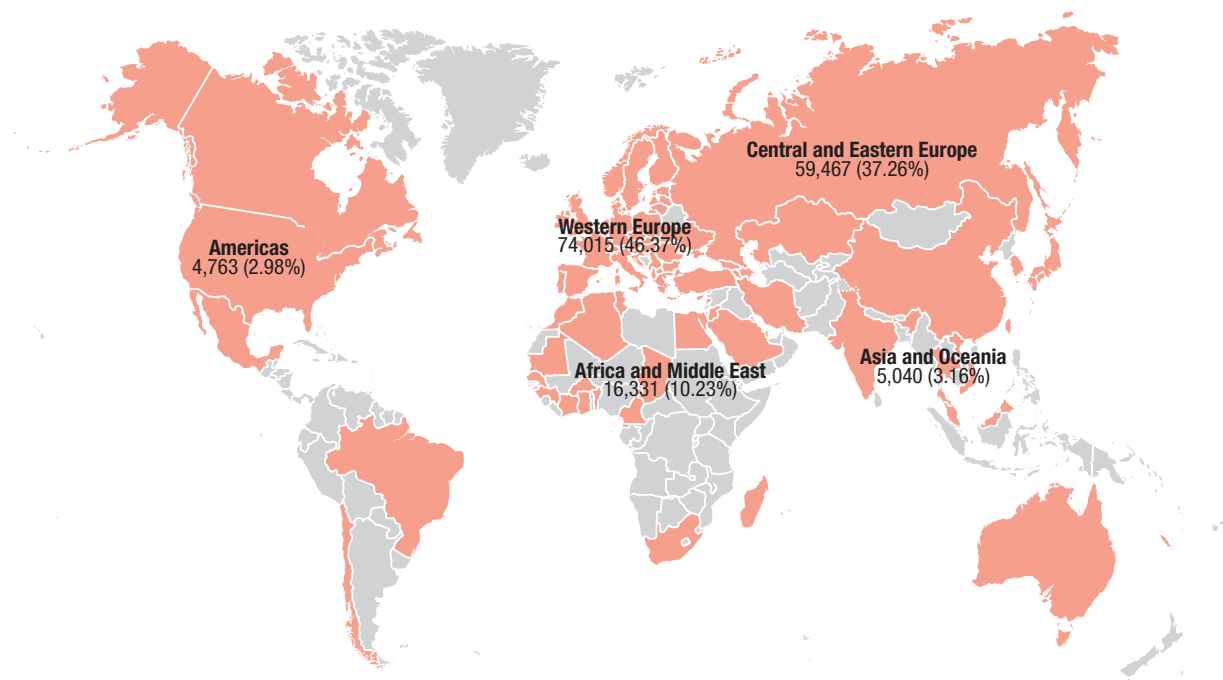 Central and Eastern Europe
59,467 (37.26%)
Western Europe
74,015 (46.37%)
Americas
4,763 (2.98%)
Asia and Oceania
5,040 (3.16%)
Africa and Middle East
16,331 (10.23%)